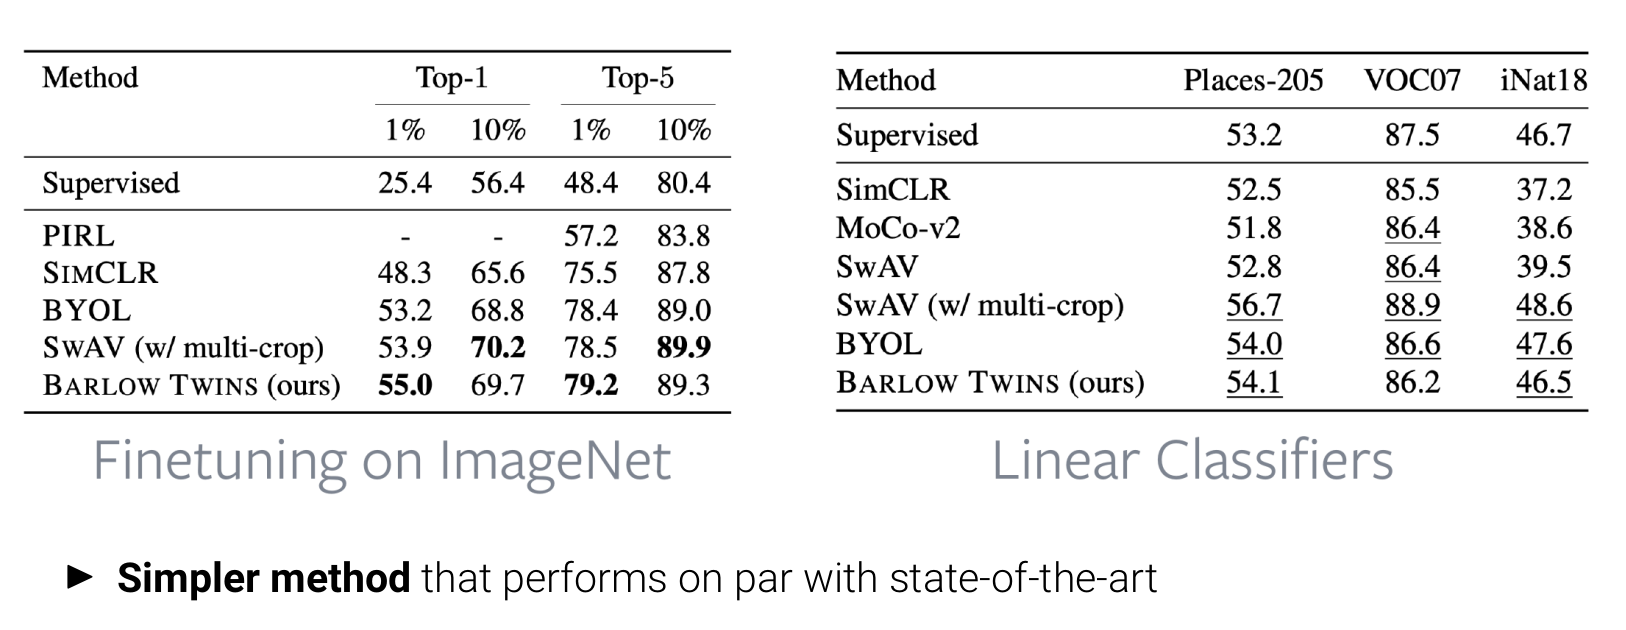 Method Top-1 Top-5
1% 10% 1% 10%
Supervised 25.4 56.4 48.4 80.4
PIRL - - 57.2 83.8
SIMCLR 48.3 65.6 75.5 87.8
BYOL 53.2 68.8 78.4 89.0
SWAV (w/ multi-crop) 53.9 70.2 78.5 89.9
BARLOW TWINS (ours) 55.0 69.7 79.2 89.3
Finetuning on ImageNet
Method Places-205 VOC07 iNat18
Supervised 53.2 87.5 46.7
SimCLR 52.5 85.5 37.2
MoCo-v2 51.8 86.4 38.6
SwAV 52.8 86.4 39.5
SwAV (w/ multi-crop) 56.7 88.9 48.6
BYOL 54.0 86.6 47.6
BARLOW TWINS (ours) 54.1 86.2 46.5
Linear Classifiers
► Simpler method that performs on par with state-of-the-art